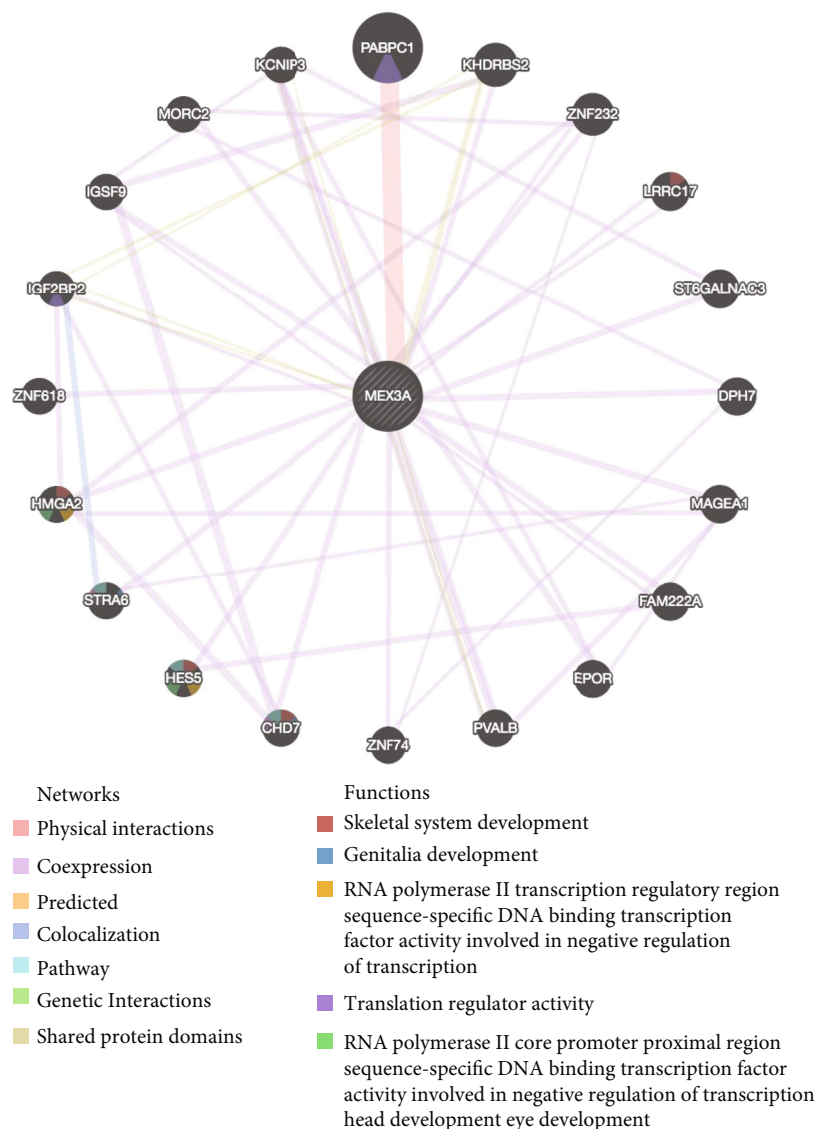 PABPC1
KCNIP3
KHDRBS2
MORC2
ZNF232
IGSF9
LRRC17
IGF2BP2
ST6GALNAC3
ZNF618
MEX3A
DPH7
HMGA2
MAGEA1
STRA6
FAM222A
HES5
EPOR
CHD7
ZNF74
PVALB
Networks
Physical interactions
Coexpression
Predicted
Colocalization
Pathway
Genetic Interactions
Shared protein domains
Functions
Skeletal system development
Genitalia development
RNA polymerase II transcription regulatory region
sequence-specific DNA binding transcription
factor activity involved in negative regulation
of transcription
Translation regulator activity
RNA polymerase II core promoter proximal region
sequence-specific DNA binding transcription factor
activity involved in negative regulation of transcription
head development eye development